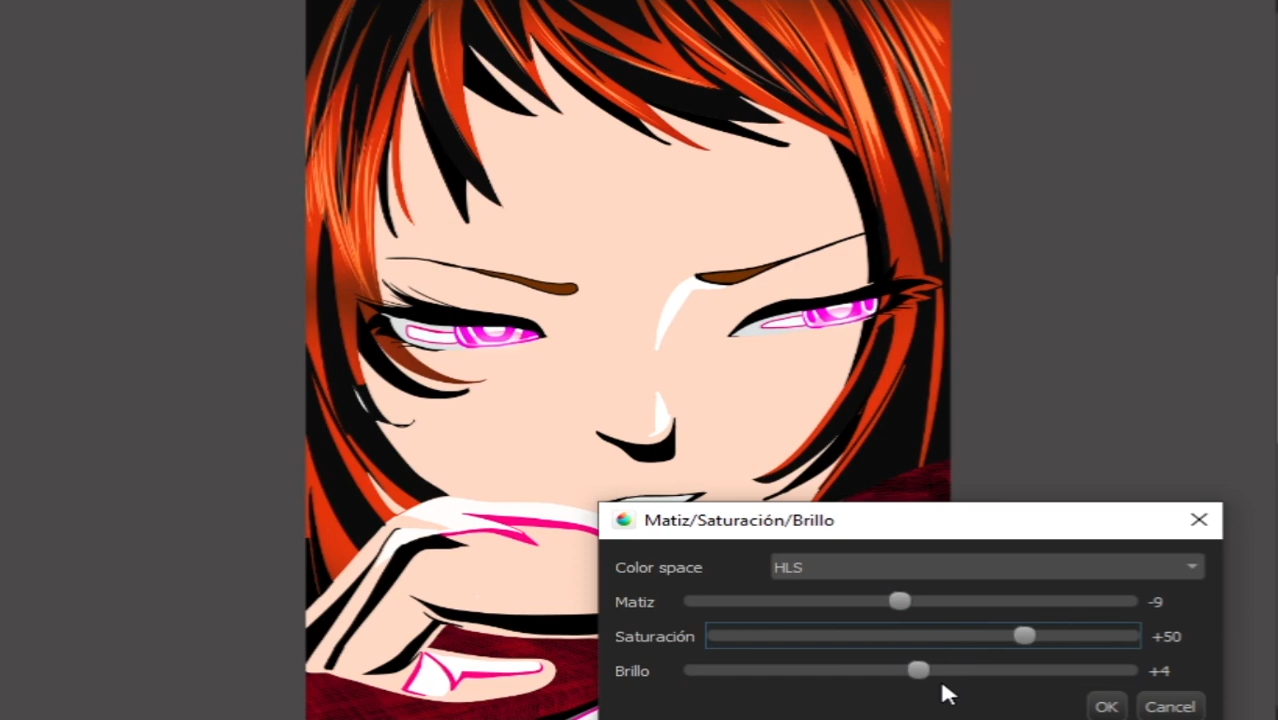 Matiz/Saturación/Brillo
Color space HLS
Matiz -9
Saturación +50
Brillo +4
OK Cancel